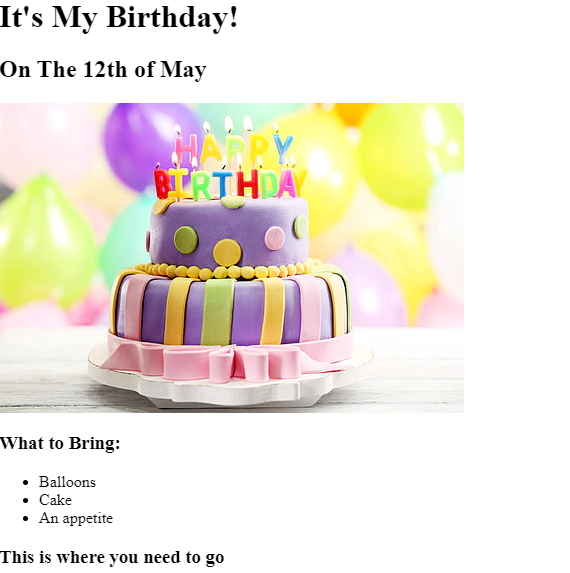 It's My Birthday!
On The 12th of May
HAPPY
BIRTHDAY
What to Bring:
Balloons
Cake
An appetite
This is where you need to go